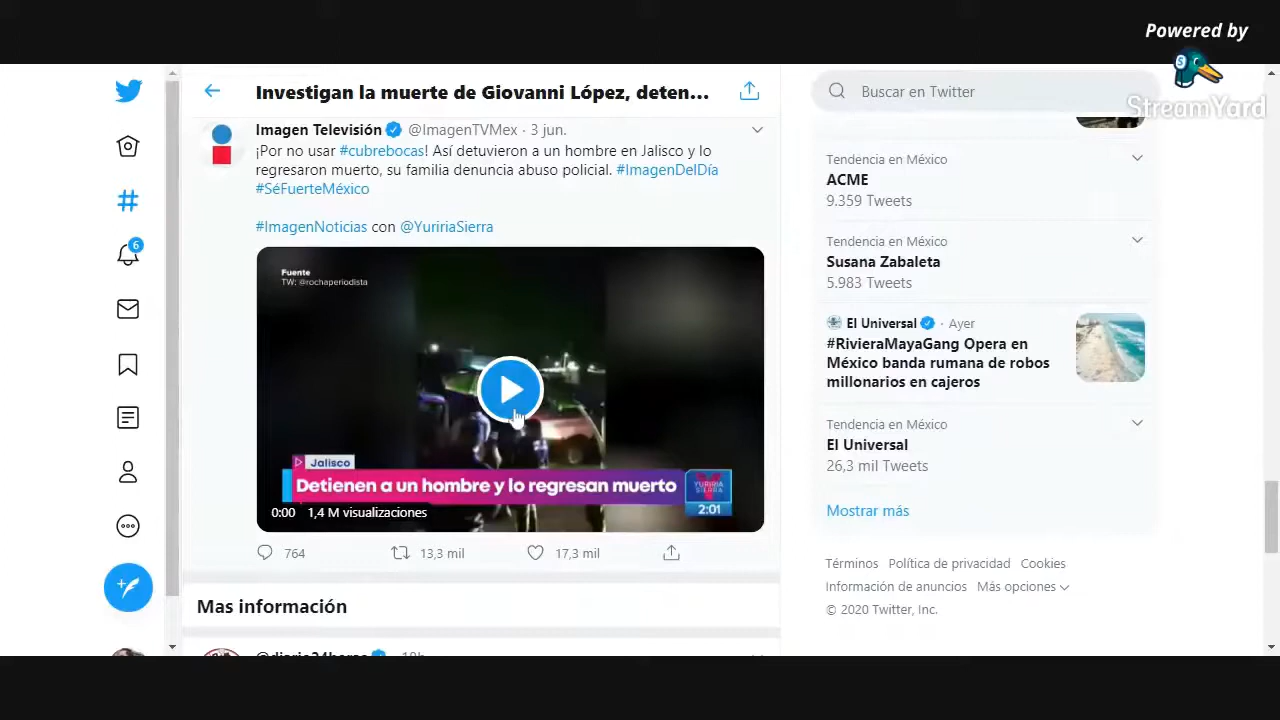 Powered by
StreamYard
Investigan la muerte de Giovanni López, deten...
Imagen Televisión @ImagenTVMex · 3 jun.
¡Por no usar #cubrebocas! Así detuvieron a un hombre en Jalisco y lo
regresaron muerto, su familia denuncia abuso policial. #ImagenDelDía
#SéFuerteMéxico
#ImagenNoticias con @YuririaSierra
Fuente
TW: @rochaperiodista
Jalisco
Detienen a un hombre y lo regresan muerto
YURIRIA
SIERRA
2:01
0:00 1,4 M visualizaciones
764 13,3 mil 17,3 mil
Mas información
@diario24horas · 18h
6
Buscar en Twitter
Tendencia en México
ACME
9.359 Tweets
Tendencia en México
Susana Zabaleta
5.983 Tweets
El Universal · Ayer
#RivieraMayaGang Opera en
México banda rumana de robos
millonarios en cajeros
Tendencia en México
El Universal
26,3 mil Tweets
Mostrar más
Términos Política de privacidad Cookies
Información de anuncios Más opciones
© 2020 Twitter, Inc.